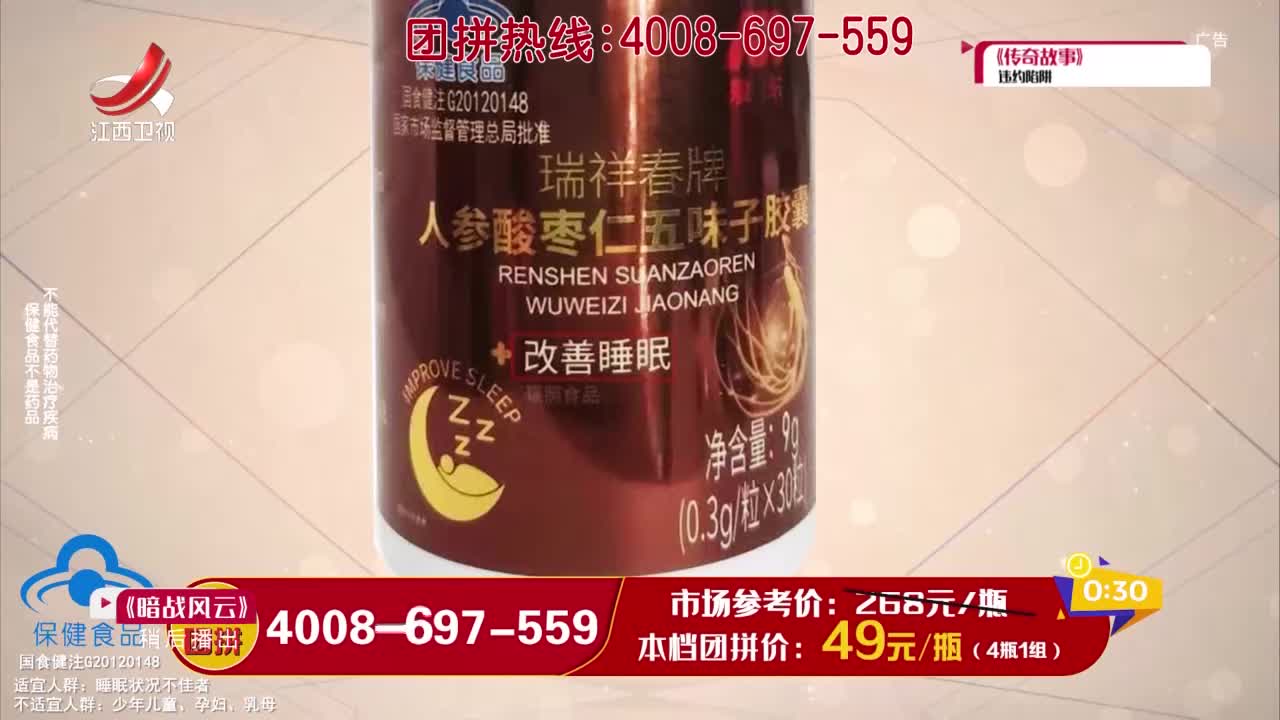 团拼热线:4008-697-559
广告
《传奇故事》
违约陷阱
江西卫视
保健食品
国食健注G20120148
国家市场监督管理总局批准
瑞祥春牌
人参酸枣仁五味子胶囊
RENSHEN SUANZAOREN
WUWEIZI JIAONANG
改善睡眠
IMPROVE SLEEP
Z Z Z Z
净含量：9g
(0.3g/粒×30粒)
保健食品不是药品
不能代替药物治疗疾病
《暗战风云》
稍后播出
保健食品
国食健注G20120148
适宜人群：睡眠状况不佳者
不适宜人群：少年儿童、孕妇、乳母
团拼
4008-697-559
市场参考价：268元/瓶
本档团拼价：49元/瓶（4瓶1组）
0:30